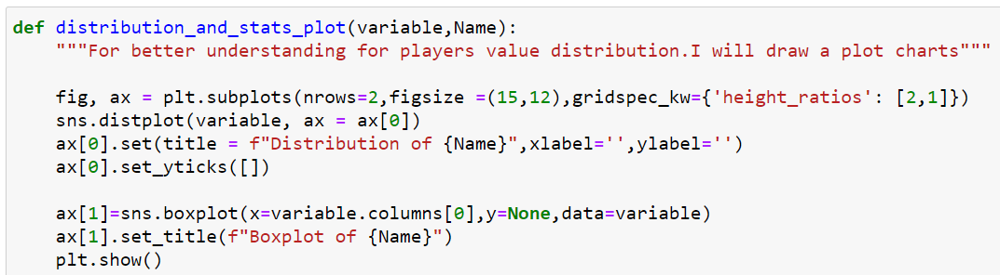 def distribution_and_stats_plot(variable,Name):
"""For better understanding for players value distribution.I will draw a plot charts"""
fig, ax = plt.subplots(nrows=2,figsize =(15,12),gridspec_kw={'height_ratios': [2,1]})
sns.distplot(variable, ax = ax[0])
ax[0].set(title = f"Distribution of {Name}",xlabel='',ylabel='')
ax[0].set_yticks([])
ax[1]=sns.boxplot(x=variable.columns[0],y=None,data=variable)
ax[1].set_title(f"Boxplot of {Name}")
plt.show()